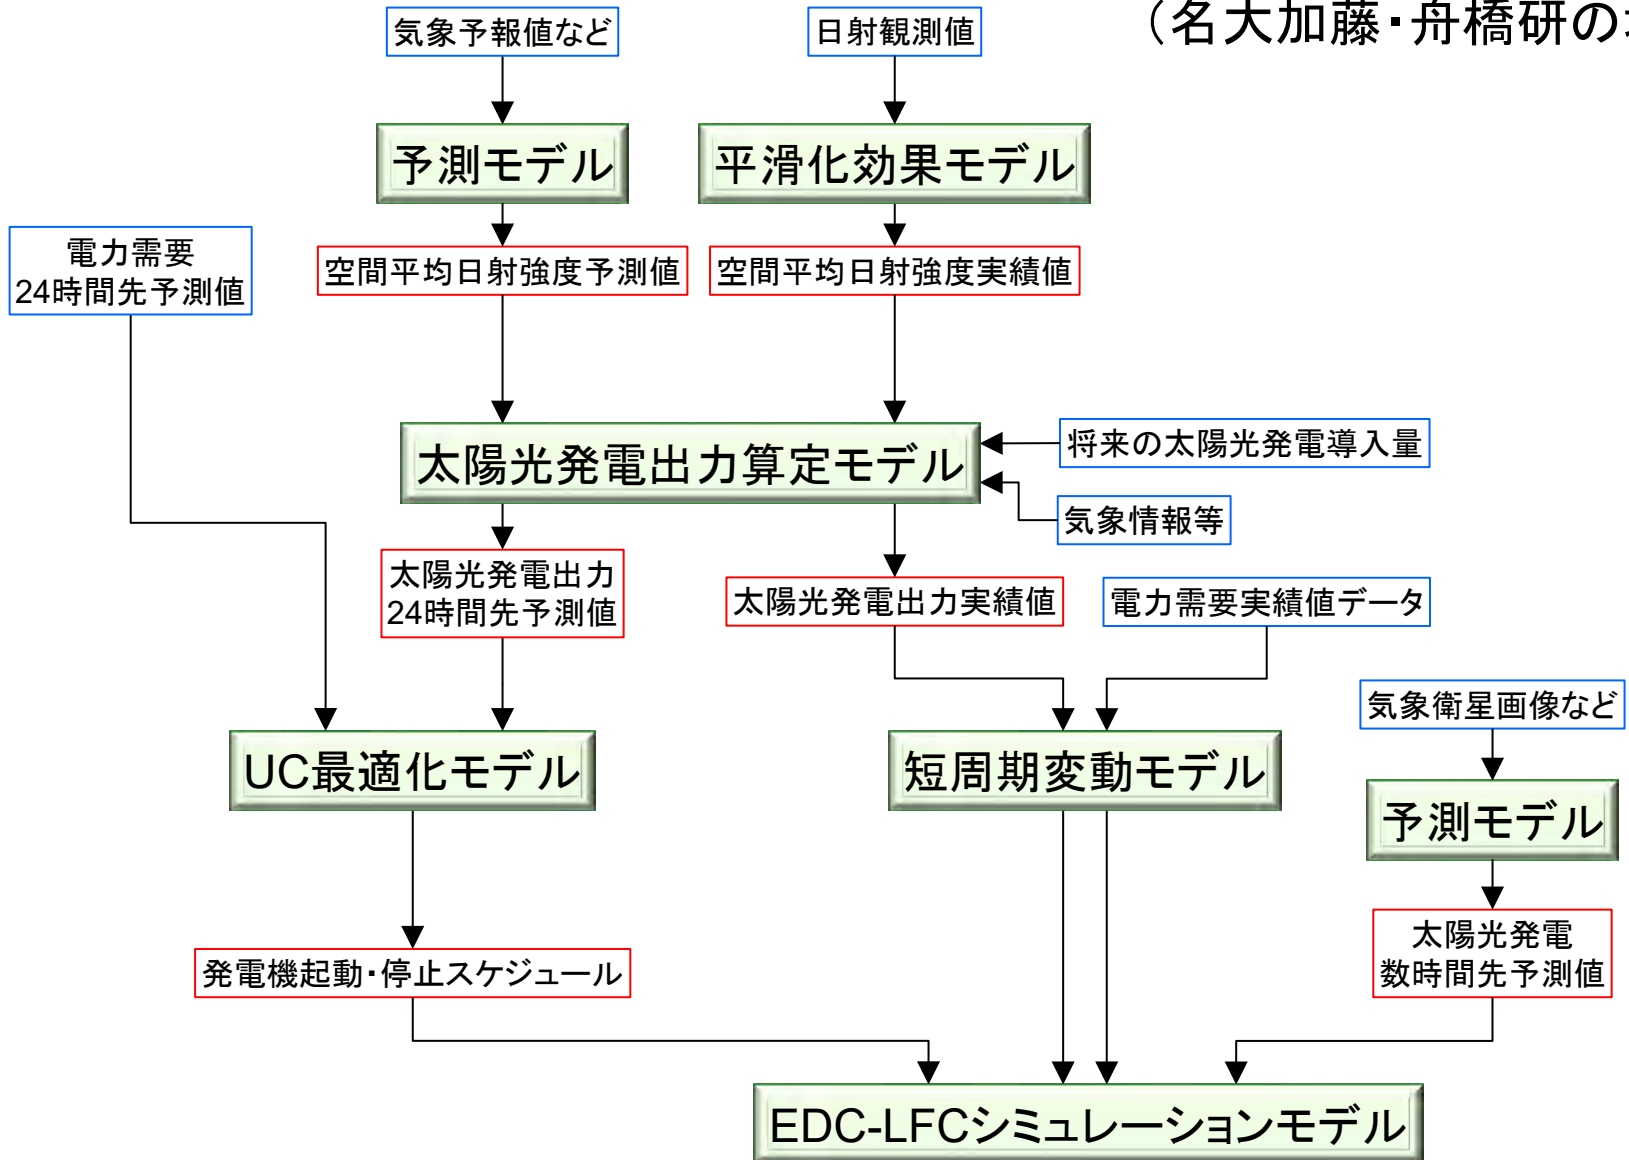 （名大加藤・舟橋研の
気象予報値など
日射観測値
予測モデル
平滑化効果モデル
電力需要
24時間先予測値
空間平均日射強度予測値
空間平均日射強度実績値
太陽光発電出力算定モデル
将来の太陽光発電導入量
気象情報等
太陽光発電出力
24時間先予測値
太陽光発電出力実績値
電力需要実績値データ
気象衛星画像など
UC最適化モデル
短周期変動モデル
予測モデル
発電機起動・停止スケジュール
太陽光発電
数時間先予測値
EDC-LFCシミュレーションモデル